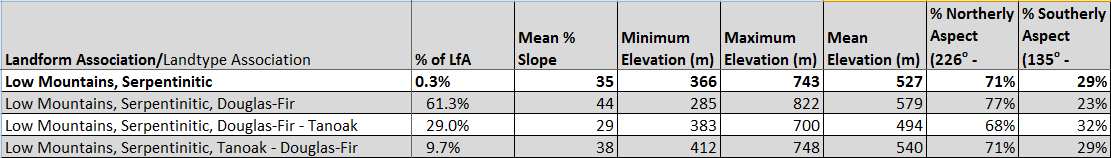 Landform Association/Landtype Association | % of LfA | Mean % Slope | Minimum Elevation (m) | Maximum Elevation (m) | Mean Elevation (m) | % Northerly Aspect (226° - | % Southerly Aspect (135° -
Low Mountains, Serpentinitic | 0.3% | 35 | 366 | 743 | 527 | 71% | 29%
Low Mountains, Serpentinitic, Douglas-Fir | 61.3% | 44 | 285 | 822 | 579 | 77% | 23%
Low Mountains, Serpentinitic, Douglas-Fir - Tanoak | 29.0% | 29 | 383 | 700 | 494 | 68% | 32%
Low Mountains, Serpentinitic, Tanoak - Douglas-Fir | 9.7% | 38 | 412 | 748 | 540 | 71% | 29%